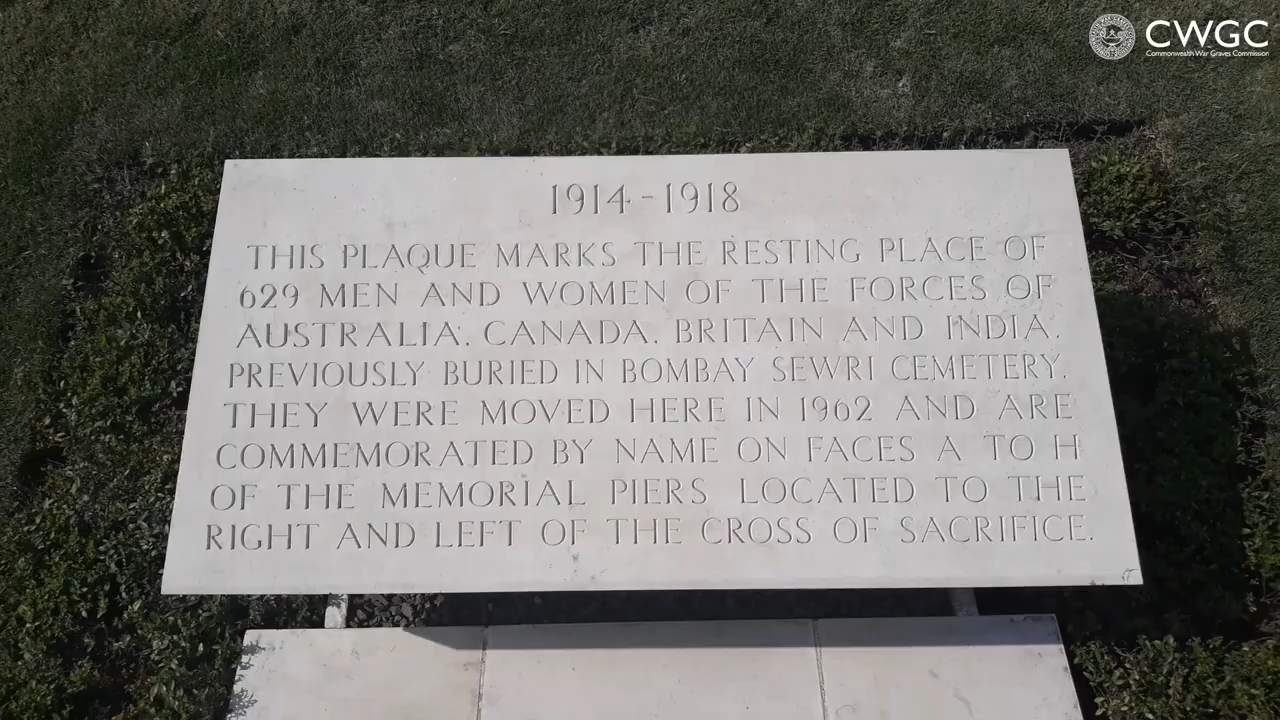 CWGC
Commonwealth War Graves Commission
1914-1918
THIS PLAQUE MARKS THE RESTING PLACE OF
629 MEN AND WOMEN OF THE FORCES OF
AUSTRALIA, CANADA, BRITAIN AND INDIA,
PREVIOUSLY BURIED IN BOMBAY SEWRI CEMETERY.
THEY WERE MOVED HERE IN 1962 AND ARE
COMMEMORATED BY NAME ON FACES A TO H
OF THE MEMORIAL PIERS LOCATED TO THE
RIGHT AND LEFT OF THE CROSS OF SACRIFICE.